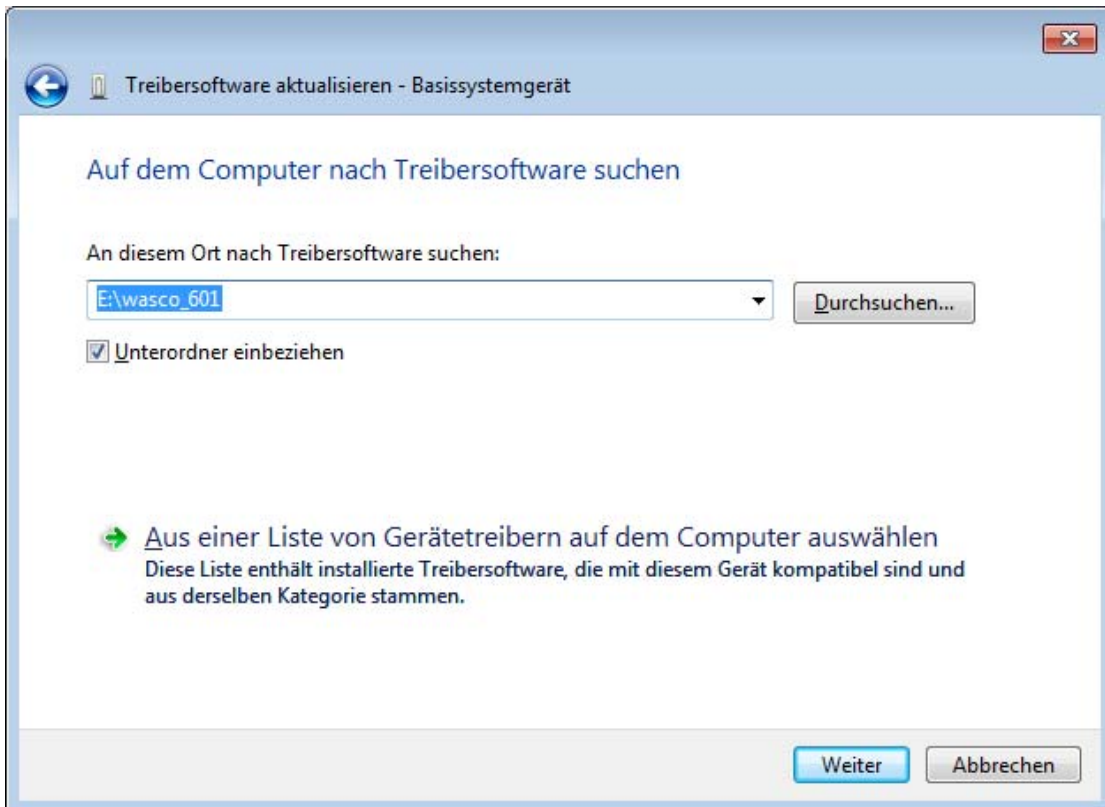 Treibersoftware aktualisieren - Basissystemgerät
Auf dem Computer nach Treibersoftware suchen
An diesem Ort nach Treibersoftware suchen:
E:\wasco_601
Durchsuchen...
Unterordner einbeziehen
Aus einer Liste von Gerätetreibern auf dem Computer auswählen
Diese Liste enthält installierte Treibersoftware, die mit diesem Gerät kompatibel sind und
aus derselben Kategorie stammen.
Weiter
Abbrechen